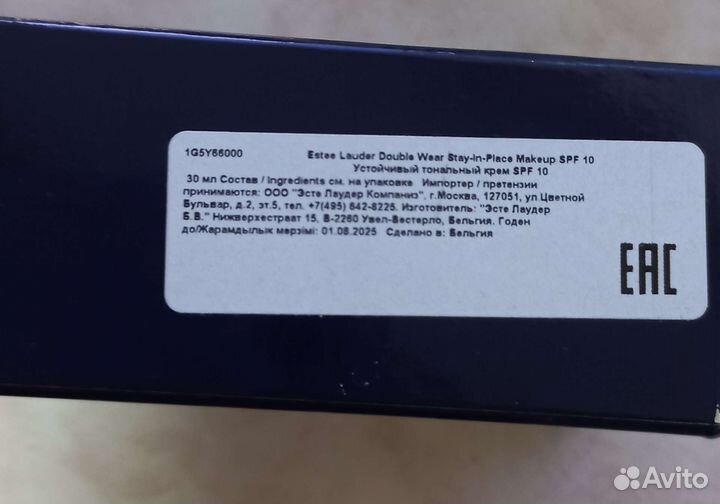 1G5Y66000 Estee Lauder Double Wear Stay-In-Place Makeup SPF 10
Устойчивый тональный крем SPF 10
30 мл Состав / Ingredients см. на упаковке Импортер / претензии
принимаются: ООО "Эсте Лаудер Компаниз", г.Москва, 127051, ул.Цветной
Бульвар, д.2, эт.5, тел. +7(495) 642-8225. Изготовитель: "Эсте Лаудер
Б.В." Нижверхестраат 15, B-2260 Увел-Вестерло, Бельгия. Годен
до/Жарамдылык мерзімі: 01.08.2025 Сделано в: Бельгия
EAC
Avito